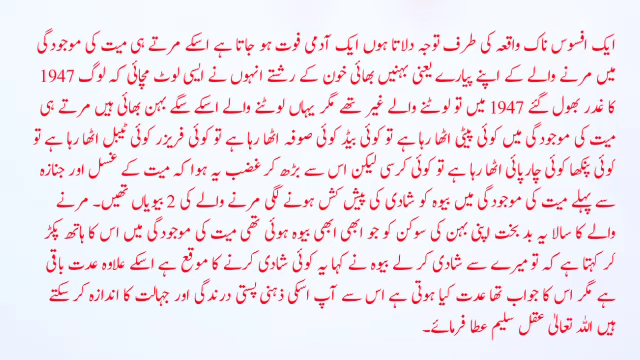 ایک افسوس ناک واقعہ کی طرف توجہ دلاتا ہوں ایک آدمی فوت ہو جاتا ہے اسکے مرتے ہی میت کی موجودگی
میں مرنے والے کے اپنے پیارے یعنی بہنیں بھائی خون کے رشتے انہوں نے ایسی لوٹ مچائی کہ لوگ 1947
کا غدر بھول گئے 1947 میں تو لوٹنے والے غیر تھے مگر یہاں لوٹنے والے اسکے سگے بہن بھائی ہیں مرتے ہی
میت کی موجودگی میں کوئی پیٹی اٹھا رہا ہے تو کوئی بیڈ کوئی صوفہ اٹھا رہا ہے تو کوئی فریزر کوئی ٹیبل اٹھا رہا ہے تو
کوئی پنکھا کوئی چارپائی اٹھا رہا ہے تو کوئی کرسی لیکن اس سے بڑھ کر غضب یہ ہوا کہ میت کے غسل اور جنازہ
سے پہلے میت کی موجودگی میں بیوہ کو شادی کی پیش کش ہونے لگی مرنے والے کی 2 بیویاں تھیں۔ مرنے
والے کا سالا یہ بد بخت اپنی بہن کی سوکن کو جو ابھی ابھی بیوہ ہوئی تھی میت کی موجودگی میں اس کا ہاتھ پکڑ
کر کہتا ہے کہ تو میرے سے شادی کر لے بیوہ نے کہا یہ کوئی شادی کرنے کا موقع ہے اسکے علاوہ عدت باقی
ہے مگر اس کا جواب تھا عدت کیا ہوتی ہے اس سے آپ اسکی ذہنی پستی درندگی اور جہالت کا اندازہ کر سکتے
ہیں اللہ تعالیٰ عقل سلیم عطا فرمائے۔